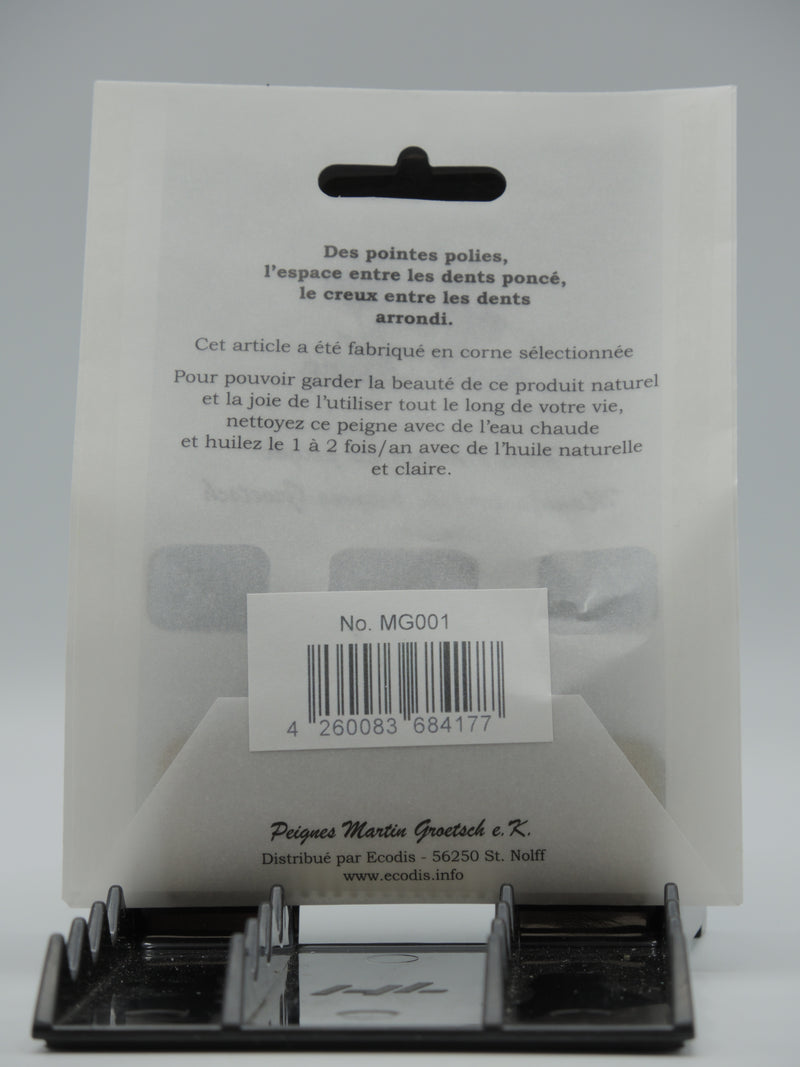 Des pointes polies,
l'espace entre les dents poncé,
le creux entre les dents
arrondi.
Cet article a été fabriqué en corne sélectionnée
Pour pouvoir garder la beauté de ce produit naturel
et la joie de l'utiliser tout le long de votre vie,
nettoyez ce peigne avec de l'eau chaude
et huilez le 1 à 2 fois/an avec de l'huile naturelle
et claire.
No. MG001
4 260083 684177
Peignes Martin Groetsch e.K.
Distribué par Ecodis - 56250 St. Nolff
www.ecodis.info